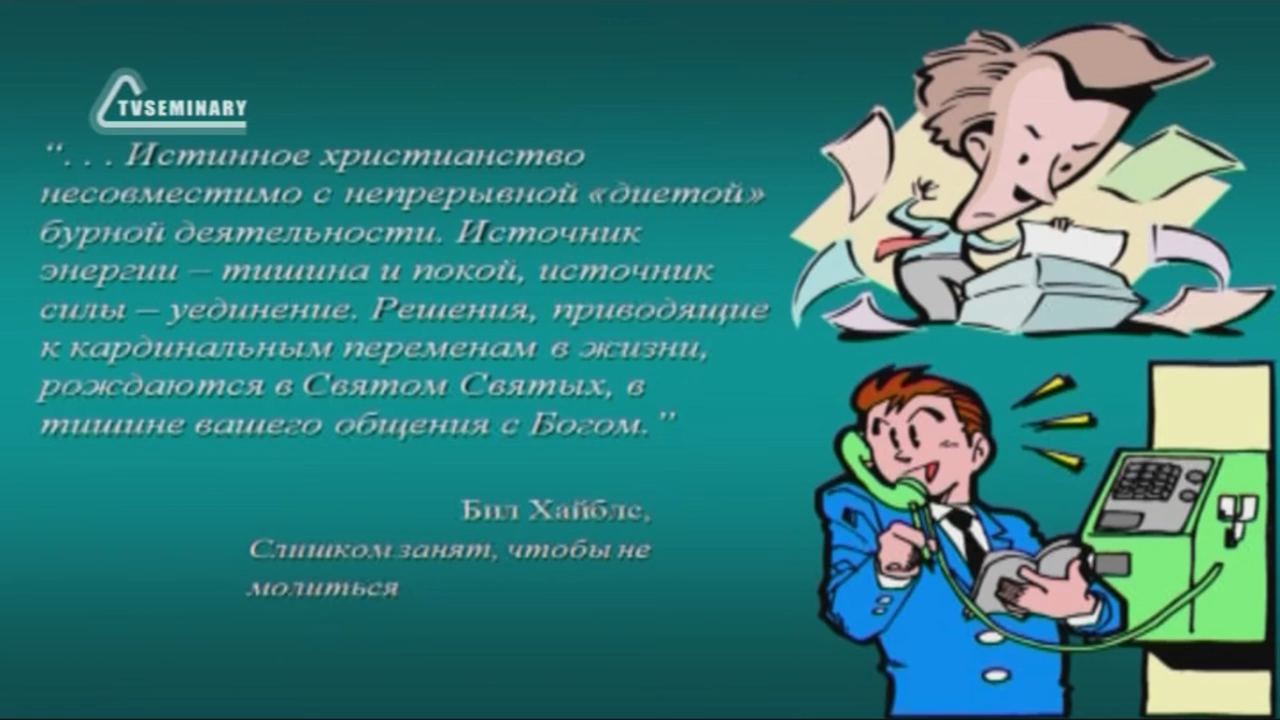 TVSEMINARY
“. . . Истинное христианство
несовместимо с непрерывной «диетой»
бурной деятельности. Источник
энергии – тишина и покой, источник
силы – уединение. Решения, приводящие
к кардинальным переменам в жизни,
рождаются в Святом Святых, в
тишине вашего общения с Богом.”
Бил Хайблс,
Слишком занят, чтобы не
молиться